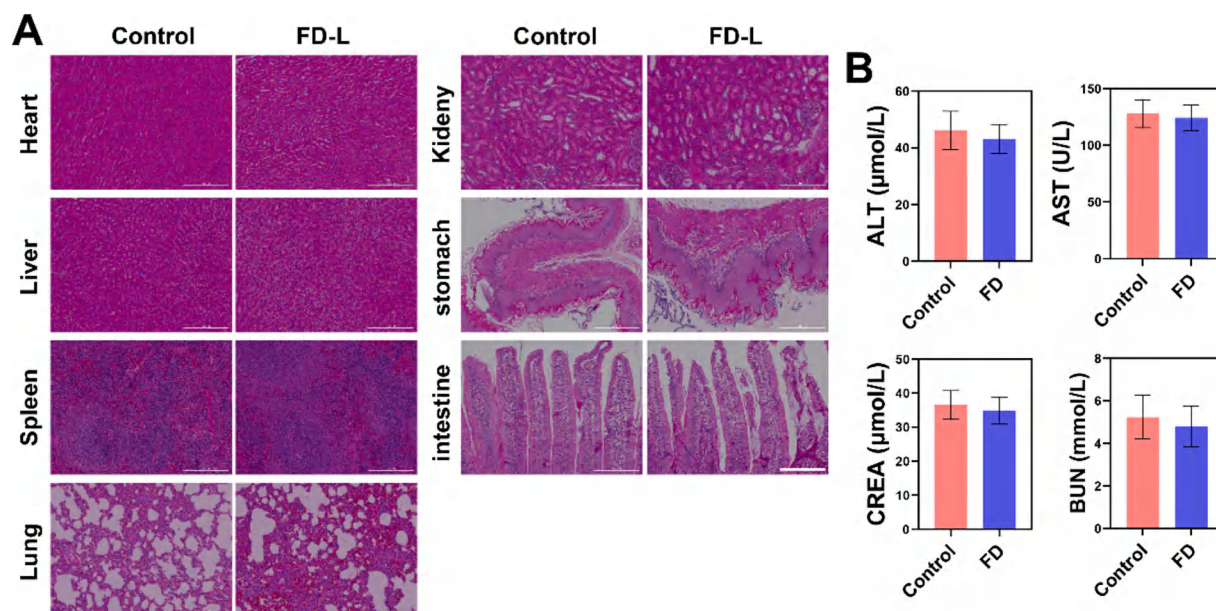 A
Control FD-L
Heart
Liver
Spleen
Lung
Control FD-L
Kideny
stomach
intestine
B
ALT (μmol/L)
60
40
20
0
Control FD
AST (U/L)
150
100
50
0
Control FD
CREA (μmol/L)
50
40
30
20
10
0
Control FD
BUN (mmol/L)
8
6
4
2
0
Control FD